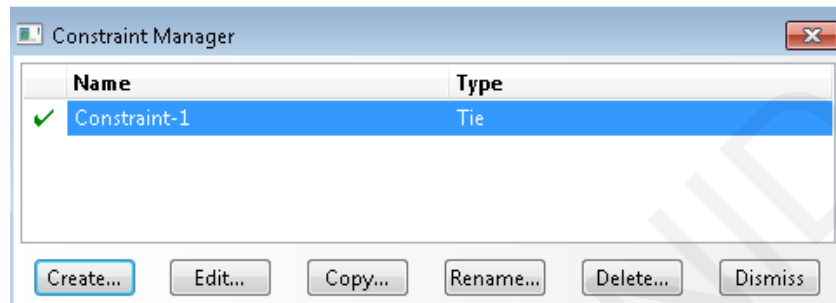 Constraint Manager
Name Type
Constraint-1 Tie
Create... Edit... Copy... Rename... Delete... Dismiss